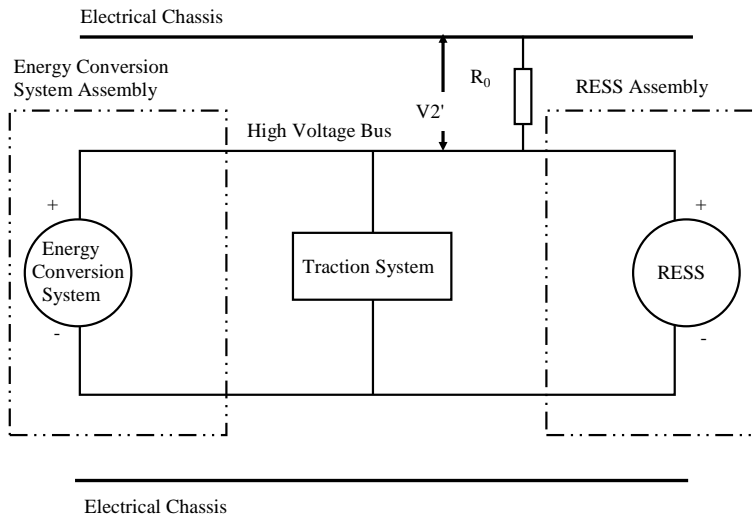 Electrical Chassis
Energy Conversion
System Assembly
R0
RESS Assembly
V2'
High Voltage Bus
+
+
Energy
Conversion
System
Traction System
RESS
-
-
Electrical Chassis